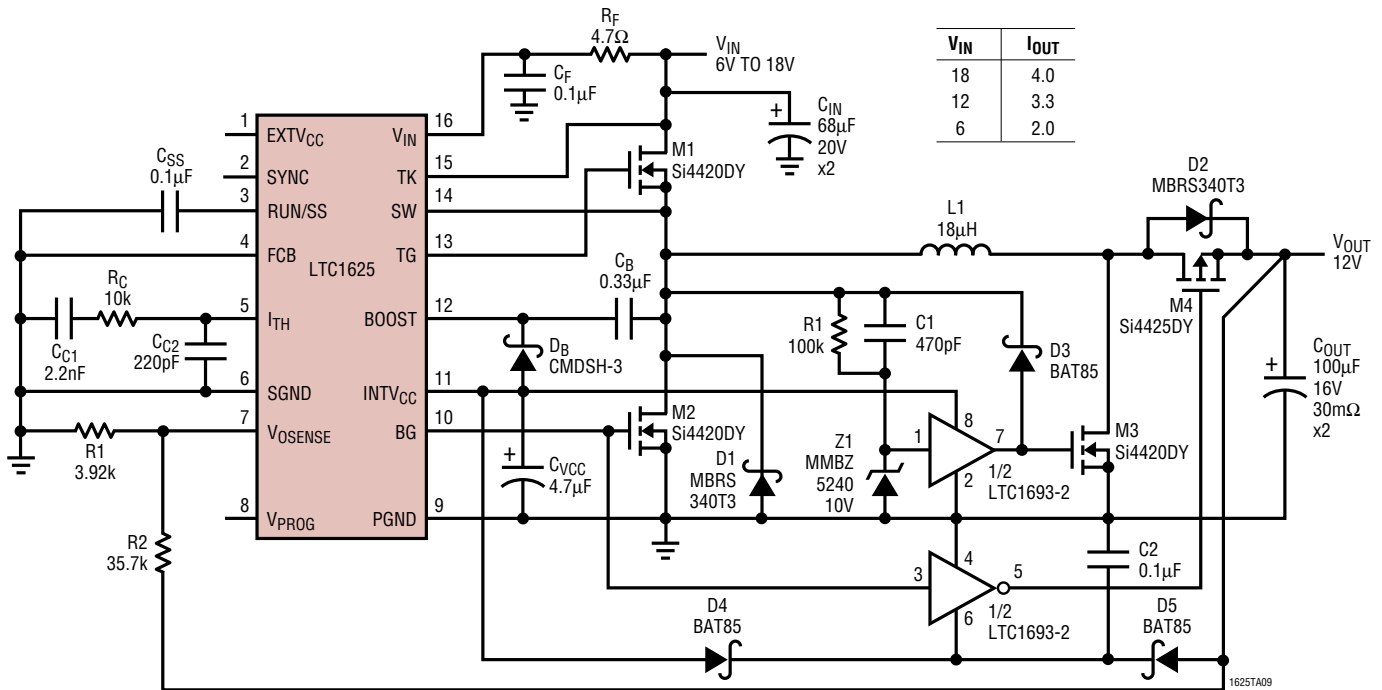 RF
4.7Ω
VIN
6V TO 18V
CF
0.1µF
CIN
68µF
20V
x2
+
VIN IOUT
18 4.0
12 3.3
6 2.0
1 EXTVCC
2 SYNC
3 RUN/SS
4 FCB
5 ITH
6 SGND
7 VOSENSE
8 VPROG
LTC1625
16 VIN
15 TK
14 SW
13 TG
12 BOOST
11 INTVCC
10 BG
9 PGND
CSS
0.1µF
RC
10k
CC1
2.2nF
CC2
220pF
R1
3.92k
R2
35.7k
M1
Si4420DY
CB
0.33µF
DB
CMDSH-3
+
CVCC
4.7µF
M2
Si4420DY
D1
MBRS
340T3
L1
18µH
R1
100k
C1
470pF
D3
BAT85
Z1
MMBZ
5240
10V
1
8
7
2
1/2
LTC1693-2
M3
Si4420DY
D2
MBRS340T3
M4
Si4425DY
VOUT
12V
+
COUT
100µF
16V
30mΩ
x2
3
4
5
6
1/2
LTC1693-2
C2
0.1µF
D4
BAT85
D5
BAT85
1625TA09